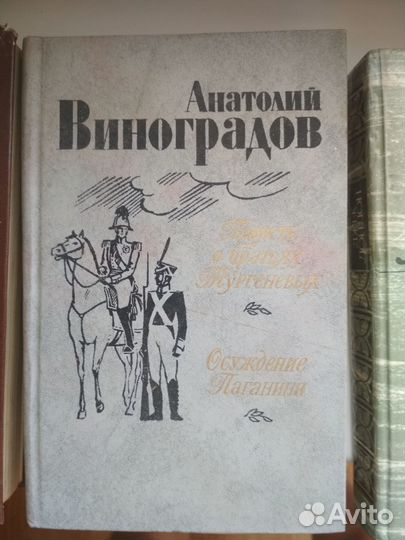 Анатолий
Виноградов
Повесть
о братьях
Тургеневых
Осуждение
Паганини
Avito